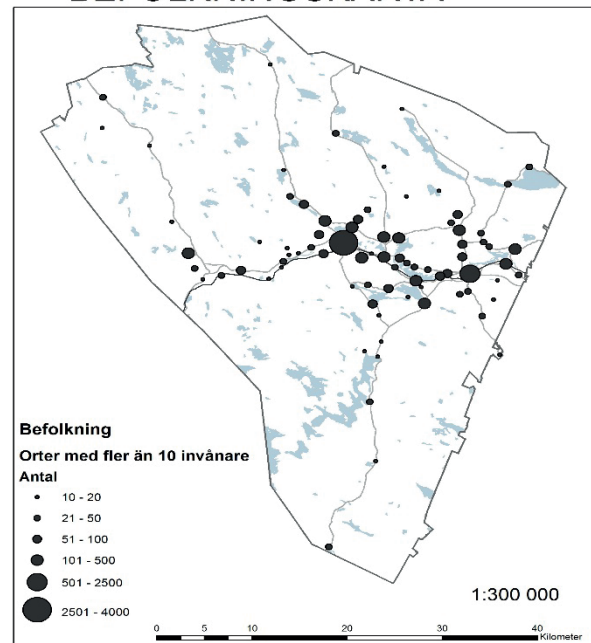 Befolkning
Orter med fler än 10 invånare
Antal
10 - 20
21 - 50
51 - 100
101 - 500
501 - 2500
2501 - 4000
1:300 000
0 5 10 20 30 40
Kilometer